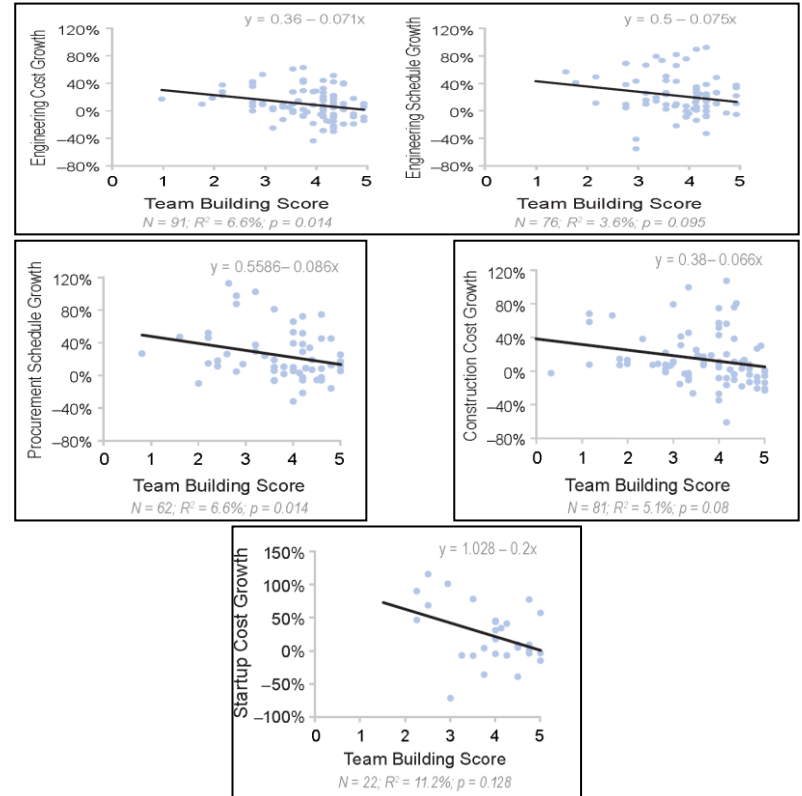 y = 0.36 – 0.071x
Engineering Cost Growth
120%
80%
40%
0%
–40%
–80%
0 1 2 3 4 5
Team Building Score
N = 91; R² = 6.6%; p = 0.014
y = 0.5 – 0.075x
Engineering Schedule Growth
120%
80%
40%
0%
–40%
–80%
0 1 2 3 4 5
Team Building Score
N = 76; R² = 3.6%; p = 0.095
y = 0.5586– 0.086x
Procurement Schedule Growth
120%
80%
40%
0%
–40%
–80%
0 1 2 3 4 5
Team Building Score
N = 62; R² = 6.6%; p = 0.014
y = 0.38– 0.066x
Construction Cost Growth
120%
80%
40%
0%
–40%
–80%
0 1 2 3 4 5
Team Building Score
N = 81; R² = 5.1%; p = 0.08
y = 1.028 – 0.2x
Startup Cost Growth
150%
100%
50%
0%
–50%
–100%
0 1 2 3 4 5
Team Building Score
N = 22; R² = 11.2%; p = 0.128